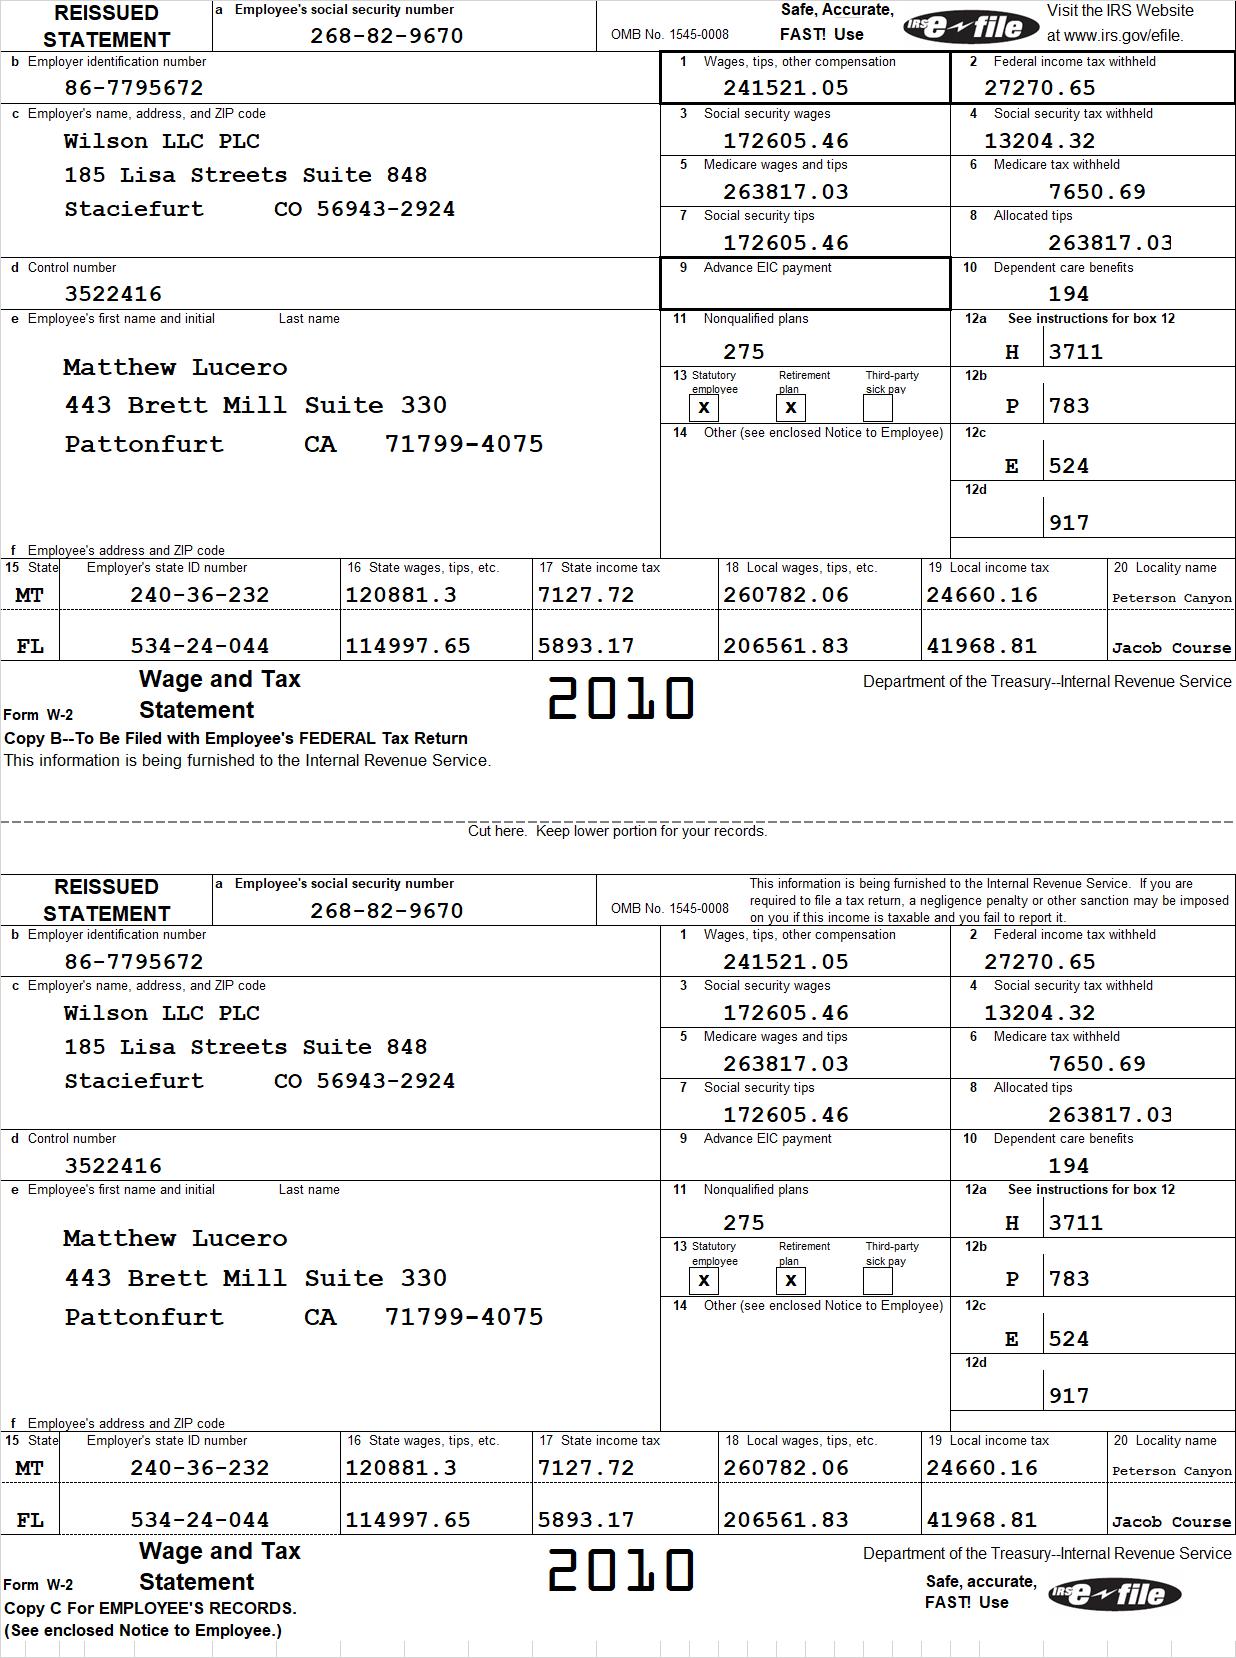 REISSUED STATEMENT
a Employee's social security number
268-82-9670
OMB No. 1545-0008
Safe, Accurate, FAST! Use
IRS e-file
Visit the IRS Website at www.irs.gov/efile.
b Employer identification number
86-7795672
1 Wages, tips, other compensation
241521.05
2 Federal income tax withheld
27270.65
c Employer's name, address, and ZIP code
Wilson LLC PLC
185 Lisa Streets Suite 848
Staciefurt CO 56943-2924
3 Social security wages
172605.46
4 Social security tax withheld
13204.32
5 Medicare wages and tips
263817.03
6 Medicare tax withheld
7650.69
7 Social security tips
172605.46
8 Allocated tips
263817.03
d Control number
3522416
9 Advance EIC payment
10 Dependent care benefits
194
e Employee's first name and initial Last name
Matthew Lucero
443 Brett Mill Suite 330
Pattonfurt CA 71799-4075
11 Nonqualified plans
275
12a See instructions for box 12
H 3711
13 Statutory employee Retirement plan Third-party sick pay
X X
12b
P 783
14 Other (see enclosed Notice to Employee)
12c
E 524
12d
917
f Employee's address and ZIP code
15 State Employer's state ID number 16 State wages, tips, etc. 17 State income tax 18 Local wages, tips, etc. 19 Local income tax 20 Locality name
MT 240-36-232 120881.3 7127.72 260782.06 24660.16 Peterson Canyon
FL 534-24-044 114997.65 5893.17 206561.83 41968.81 Jacob Course
Form W-2 Wage and Tax Statement
2010
Department of the Treasury--Internal Revenue Service
Copy B--To Be Filed with Employee's FEDERAL Tax Return
This information is being furnished to the Internal Revenue Service.
Cut here. Keep lower portion for your records.
REISSUED STATEMENT
a Employee's social security number
268-82-9670
OMB No. 1545-0008
This information is being furnished to the Internal Revenue Service. If you are
required to file a tax return, a negligence penalty or other sanction may be imposed
on you if this income is taxable and you fail to report it.
b Employer identification number
86-7795672
1 Wages, tips, other compensation
241521.05
2 Federal income tax withheld
27270.65
c Employer's name, address, and ZIP code
Wilson LLC PLC
185 Lisa Streets Suite 848
Staciefurt CO 56943-2924
3 Social security wages
172605.46
4 Social security tax withheld
13204.32
5 Medicare wages and tips
263817.03
6 Medicare tax withheld
7650.69
7 Social security tips
172605.46
8 Allocated tips
263817.03
d Control number
3522416
9 Advance EIC payment
10 Dependent care benefits
194
e Employee's first name and initial Last name
Matthew Lucero
443 Brett Mill Suite 330
Pattonfurt CA 71799-4075
11 Nonqualified plans
275
12a See instructions for box 12
H 3711
13 Statutory employee Retirement plan Third-party sick pay
X X
12b
P 783
14 Other (see enclosed Notice to Employee)
12c
E 524
12d
917
f Employee's address and ZIP code
15 State Employer's state ID number 16 State wages, tips, etc. 17 State income tax 18 Local wages, tips, etc. 19 Local income tax 20 Locality name
MT 240-36-232 120881.3 7127.72 260782.06 24660.16 Peterson Canyon
FL 534-24-044 114997.65 5893.17 206561.83 41968.81 Jacob Course
Form W-2 Wage and Tax Statement
2010
Department of the Treasury--Internal Revenue Service
Safe, accurate, FAST! Use
IRS e-file
Copy C For EMPLOYEE'S RECORDS.
(See enclosed Notice to Employee.)